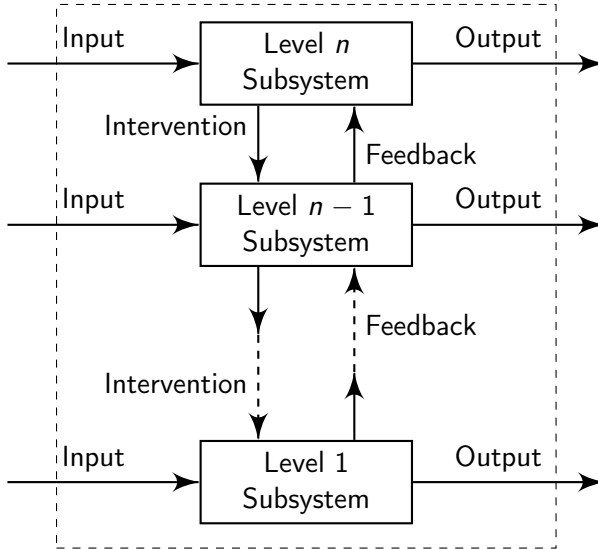 Input
Level n
Subsystem
Output
Intervention
Feedback
Input
Level n − 1
Subsystem
Output
Feedback
Intervention
Input
Level 1
Subsystem
Output